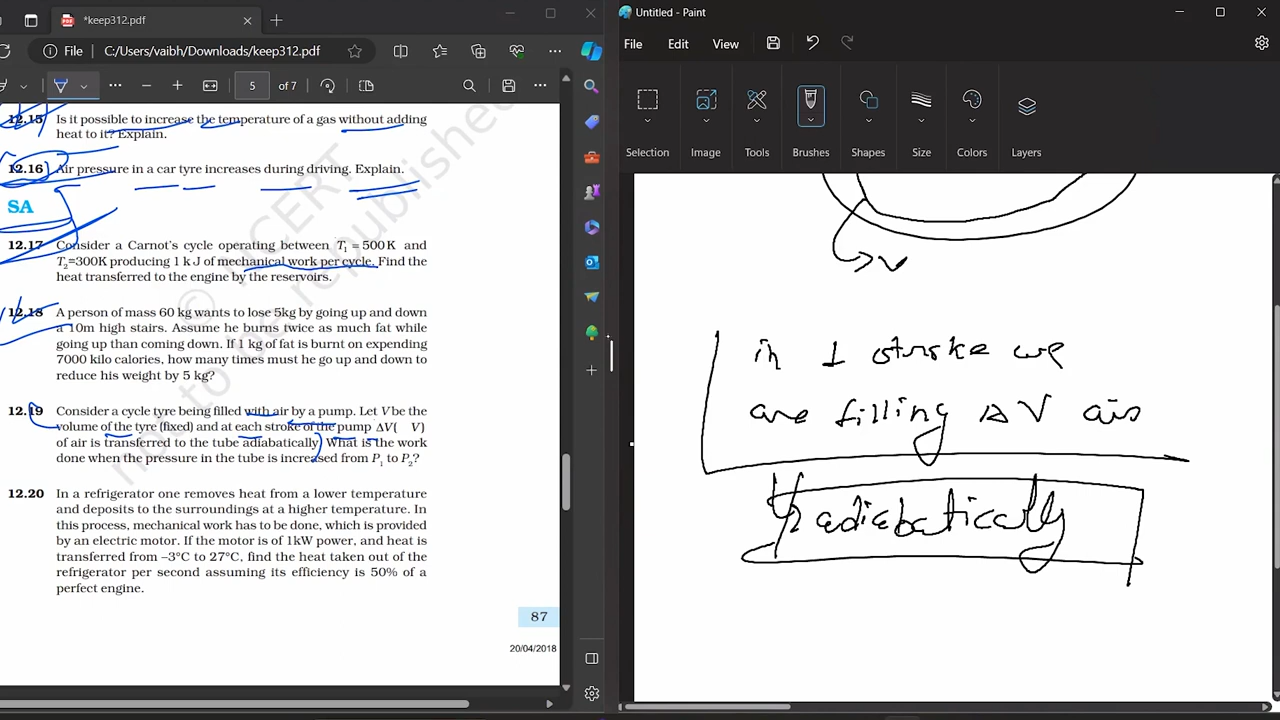 *keep312.pdf
Untitled - Paint
File C:/Users/vaibh/Downloads/keep312.pdf
File Edit View
5 of 7
Selection Image Tools Brushes Shapes Size Colors Layers
12.15 Is it possible to increase the temperature of a gas without adding
heat to it? Explain.
12.16 Air pressure in a car tyre increases during driving. Explain.
SA
12.17 Consider a Carnot's cycle operating between T₁ = 500K and
T₂=300K producing 1 k J of mechanical work per cycle. Find the
heat transferred to the engine by the reservoirs.
12.18 A person of mass 60 kg wants to lose 5kg by going up and down
a 10m high stairs. Assume he burns twice as much fat while
going up than coming down. If 1 kg of fat is burnt on expending
7000 kilo calories, how many times must he go up and down to
reduce his weight by 5 kg?
12.19 Consider a cycle tyre being filled with air by a pump. Let V be the
volume of the tyre (fixed) and at each stroke of the pump ΔV( V)
of air is transferred to the tube adiabatically. What is the work
done when the pressure in the tube is increased from P₁ to P₂?
12.20 In a refrigerator one removes heat from a lower temperature
and deposits to the surroundings at a higher temperature. In
this process, mechanical work has to be done, which is provided
by an electric motor. If the motor is of 1kW power, and heat is
transferred from –3°C to 27°C, find the heat taken out of the
refrigerator per second assuming its efficiency is 50% of a
perfect engine.
87
20/04/2018
© NCERT
not to be republished
V
in 1 stroke we
are filling ΔV air
adiabatically